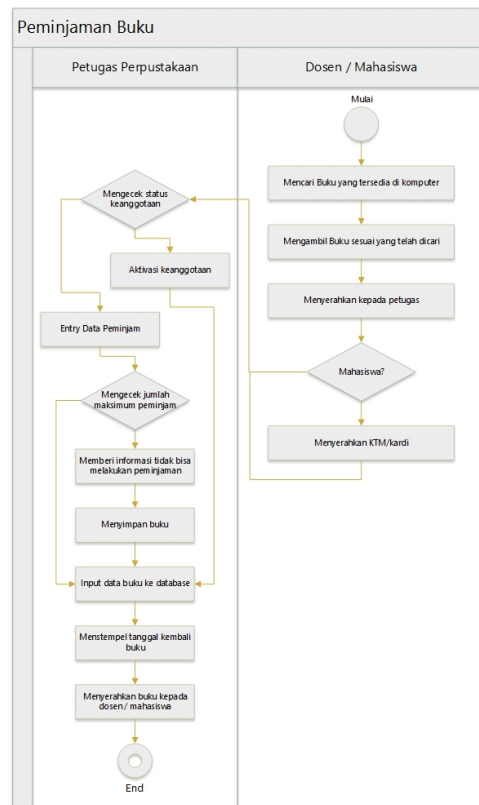 Peminjaman Buku
Petugas Perpustakaan
Dosen / Mahasiswa
Mulai
Mencari Buku yang tersedia di komputer
Mengambil Buku sesuai yang telah dicari
Menyerahkan kepada petugas
Mahasiswa?
Menyerahkan KTM/kardi
Mengecek status
keanggotaan
Aktivasi keanggotaan
Entry Data Peminjam
Mengecek jumlah
maksimum peminjam
Memberi informasi tidak bisa
melakukan peminjaman
Menyimpan buku
Input data buku ke database
Menstempel tanggal kembali
buku
Menyerahkan buku kepada
dosen / mahasiswa
End